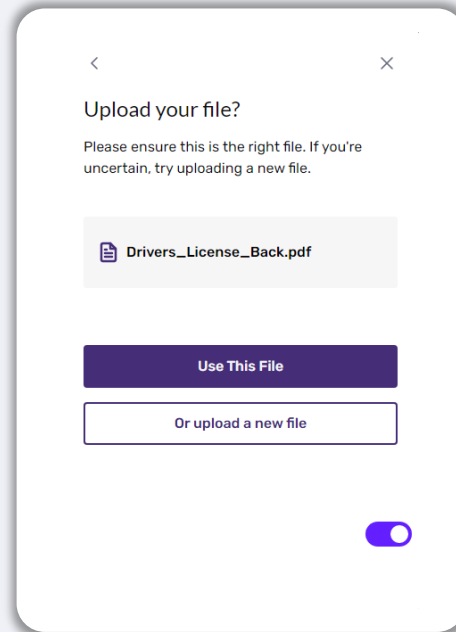 Upload your file?
Please ensure this is the right file. If you're
uncertain, try uploading a new file.
Drivers_License_Back.pdf
Use This File
Or upload a new file